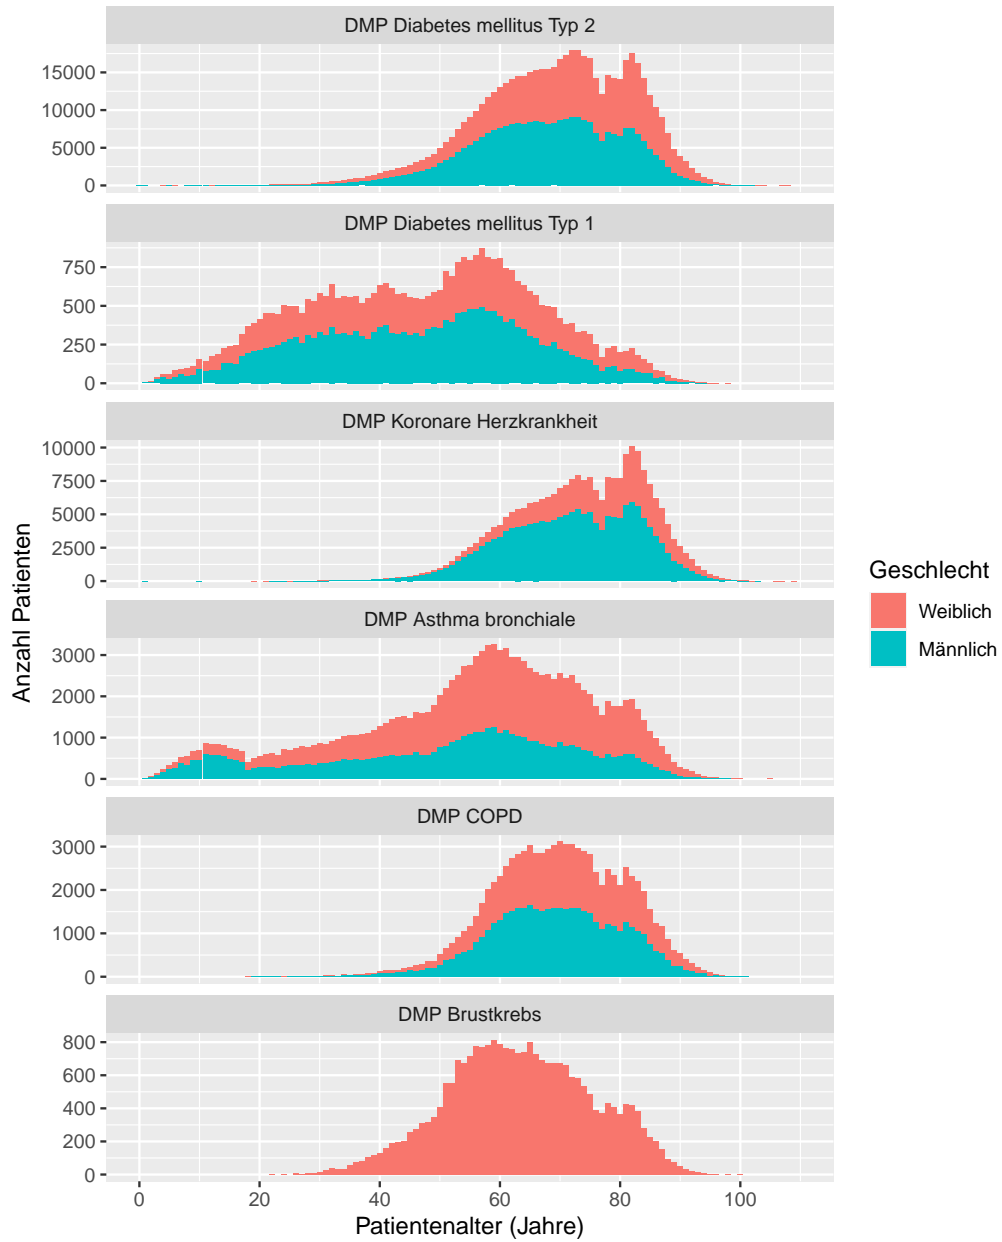 DMP Diabetes mellitus Typ 2
15000
10000
5000
0
DMP Diabetes mellitus Typ 1
750
500
250
0
DMP Koronare Herzkrankheit
10000
7500
5000
2500
0
DMP Asthma bronchiale
3000
2000
1000
0
DMP COPD
3000
2000
1000
0
DMP Brustkrebs
800
600
400
200
0
0 20 40 60 80 100
Patientenalter (Jahre)
Anzahl Patienten
Geschlecht
Weiblich
Männlich